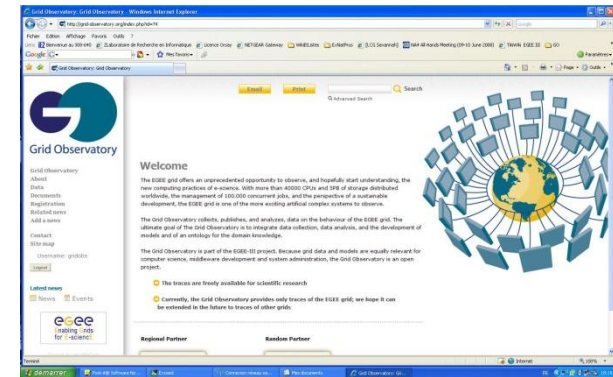 Grid Observatory: Grid Observatory - Windows Internet Explorer
http://grid-observatory.org/index.php?id=74
Fichier Edition Affichage Favoris Outils ?
Google
Mes favoris
Paramètres
Grid Observatory: Grid Observatory
Page
Outils
Email Print Search
Advanced Search
Grid Observatory
Grid Observatory
About
Data
Documents
Registration
Related news
Add a news
Contact
Site map
Username: gridobs
Logout
Latest news
News Events
egee
Enabling Grids
for E-sciencE
Welcome
The EGEE grid offers an unprecedented opportunity to observe, and hopefully start understanding, the
new computing practices of e-science. With more than 40000 CPUs and 5PB of storage distributed
worldwide, the management of 100.000 concurrent jobs, and the perspective of a sustainable
development, the EGEE grid is one of the more exciting artificial complex systems to observe.
The Grid Observatory collects, publishes, and analyzes, data on the behaviour of the EGEE grid. The
ultimate goal of The Grid Observatory is to integrate data collection, data analysis, and the development of
models and of an ontology for the domain knowledge.
The Grid Observatory is part of the EGEE-III project. Because grid data and models are equally relevant for
computer science, middleware development and system administration, the Grid Observatory is an open
project.
The traces are freely available for scientific research
Currently, the Grid Observatory provides only traces of the EGEE grid; we hope it can
be extended in the future to traces of other grids
Regional Partner Random Partner
Terminé
Internet
100%
démarrer
Exceed
Mes documents
Grid Observatory: Gri...
FR